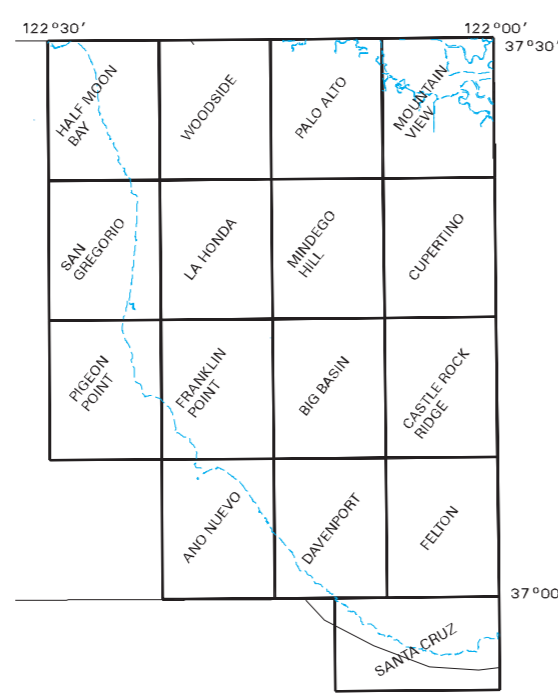 122°30′
122°00′
37°30′
HALF MOON
BAY
WOODSIDE
PALO ALTO
MOUNTAIN
VIEW
SAN
GREGORIO
LA HONDA
MINDEGO
HILL
CUPERTINO
PIGEON
POINT
FRANKLIN
POINT
BIG BASIN
CASTLE ROCK
RIDGE
ANO NUEVO
DAVENPORT
FELTON
37°00
SANTA CRUZ